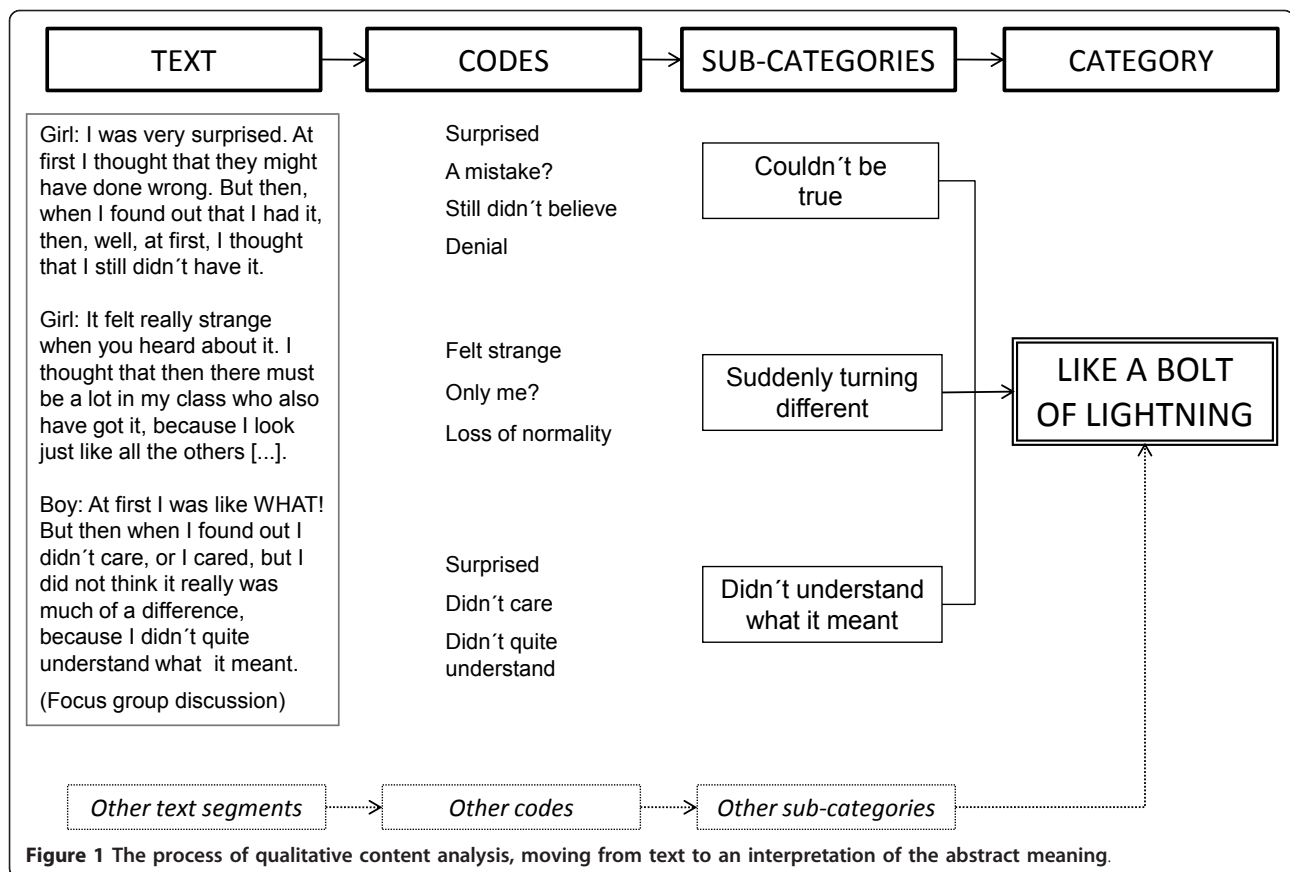 TEXT
CODES
SUB-CATEGORIES
CATEGORY
Girl: I was very surprised. At
first I thought that they might
have done wrong. But then,
when I found out that I had it,
then, well, at first, I thought
that I still didn´t have it.
Girl: It felt really strange
when you heard about it. I
thought that then there must
be a lot in my class who also
have got it, because I look
just like all the others [...].
Boy: At first I was like WHAT!
But then when I found out I
didn´t care, or I cared, but I
did not think it really was
much of a difference,
because I didn´t quite
understand what it meant.
(Focus group discussion)
Surprised
A mistake?
Still didn´t believe
Denial
Felt strange
Only me?
Loss of normality
Surprised
Didn´t care
Didn´t quite
understand
Couldn´t be
true
Suddenly turning
different
Didn´t understand
what it meant
LIKE A BOLT
OF LIGHTNING
Other text segments
Other codes
Other sub-categories
Figure 1 The process of qualitative content analysis, moving from text to an interpretation of the abstract meaning.